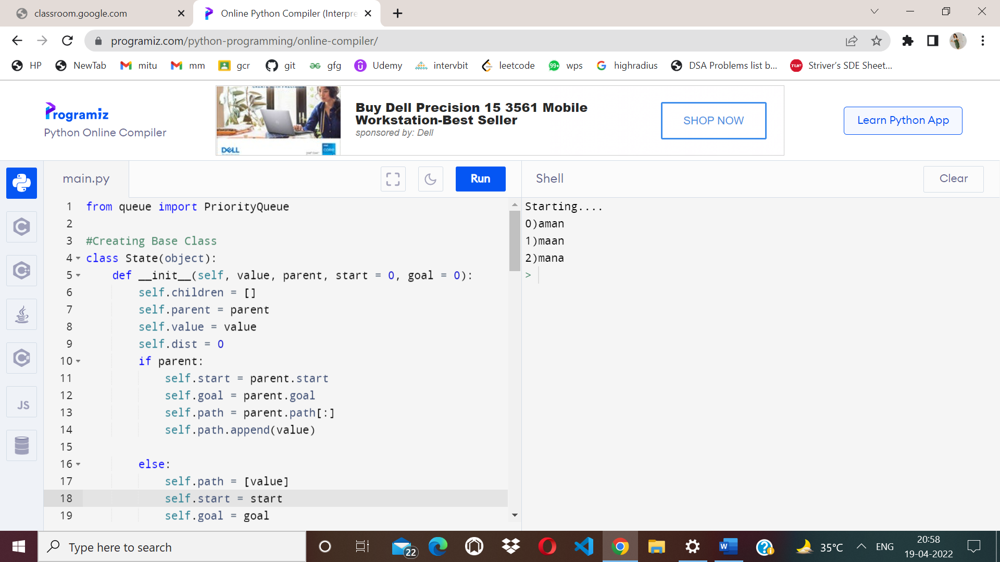 classroom.google.com
Online Python Compiler (Interpre
programiz.com/python-programming/online-compiler/
HP NewTab mitu mm gcr git gfg Udemy intervbit leetcode 99+ wps highradius DSA Problems list b... TUF Striver's SDE Sheet...
Programiz
Python Online Compiler
DELL
Buy Dell Precision 15 3561 Mobile
Workstation-Best Seller
sponsored by: Dell
SHOP NOW
Learn Python App
main.py
Run
Shell
Clear
1 from queue import PriorityQueue
2
3 #Creating Base Class
4 class State(object):
5 def __init__(self, value, parent, start = 0, goal = 0):
6 self.children = []
7 self.parent = parent
8 self.value = value
9 self.dist = 0
10 if parent:
11 self.start = parent.start
12 self.goal = parent.goal
13 self.path = parent.path[:]
14 self.path.append(value)
15
16 else:
17 self.path = [value]
18 self.start = start
19 self.goal = goal
Starting....
0)aman
1)maan
2)mana
>
JS
Type here to search
22
35°C
ENG
20:58
19-04-2022